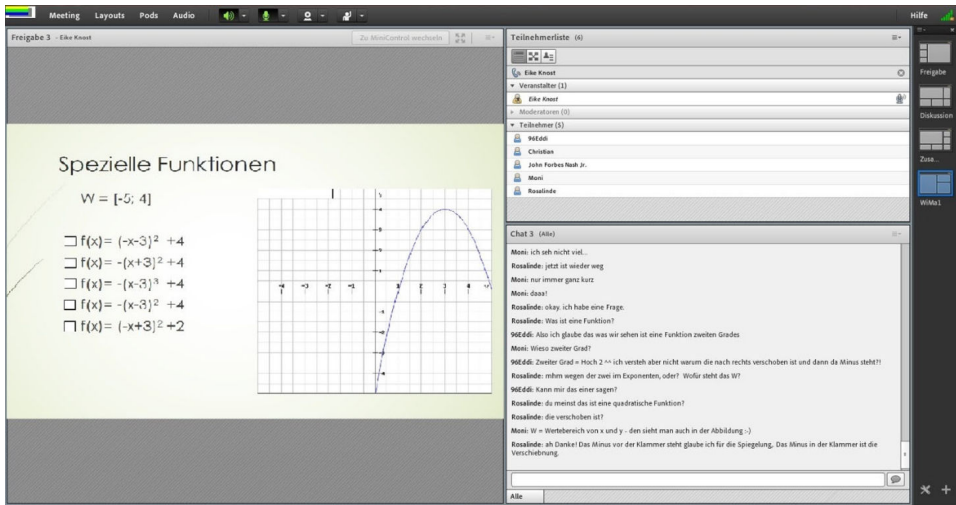 Meeting Layouts Pods Audio Hilfe
Freigabe 3 - Eike Knost
Zu MiniControl wechseln
Spezielle Funktionen
W = [-5; 4]
f(x)= (-x-3)² +4
f(x)= -(x+3)² +4
f(x)= -(x-3)³ +4
f(x)= -(x-3)² +4
f(x)= (-x+3)² +2
Teilnehmerliste (6)
Eike Knost
Veranstalter (1)
Eike Knost
Moderatoren (0)
Teilnehmer (5)
96Eddi
Christian
John Forbes Nash Jr.
Moni
Rosalinde
Chat 3 (Alle)
Moni: ich seh nicht viel...
Rosalinde: jetzt ist wieder weg
Moni: nur immer ganz kurz
Moni: daaa!
Rosalinde: okay. ich habe eine Frage.
Rosalinde: Was ist eine Funktion?
96Eddi: Also ich glaube das was wir sehen ist eine Funktion zweiten Grades
Moni: Wieso zweiter Grad?
96Eddi: Zweiter Grad = Hoch 2 ^^ ich versteh aber nicht warum die nach rechts verschoben ist und dann da Minus steht?!
Rosalinde: mhm wegen der zwei im Exponenten, oder? Wofür steht das W?
96Eddi: Kann mir das einer sagen?
Rosalinde: du meinst das ist eine quadratische Funktion?
Rosalinde: die verschoben ist?
Moni: W = Wertebereich von x und y - den sieht man auch in der Abbildung :-)
Rosalinde: ah Danke! Das Minus vor der Klammer steht glaube ich für die Spiegelung, Das Minus in der Klammer ist die
Verschiebnung.
Alle
Freigabe
Diskussion
Zusa...
WiMa1